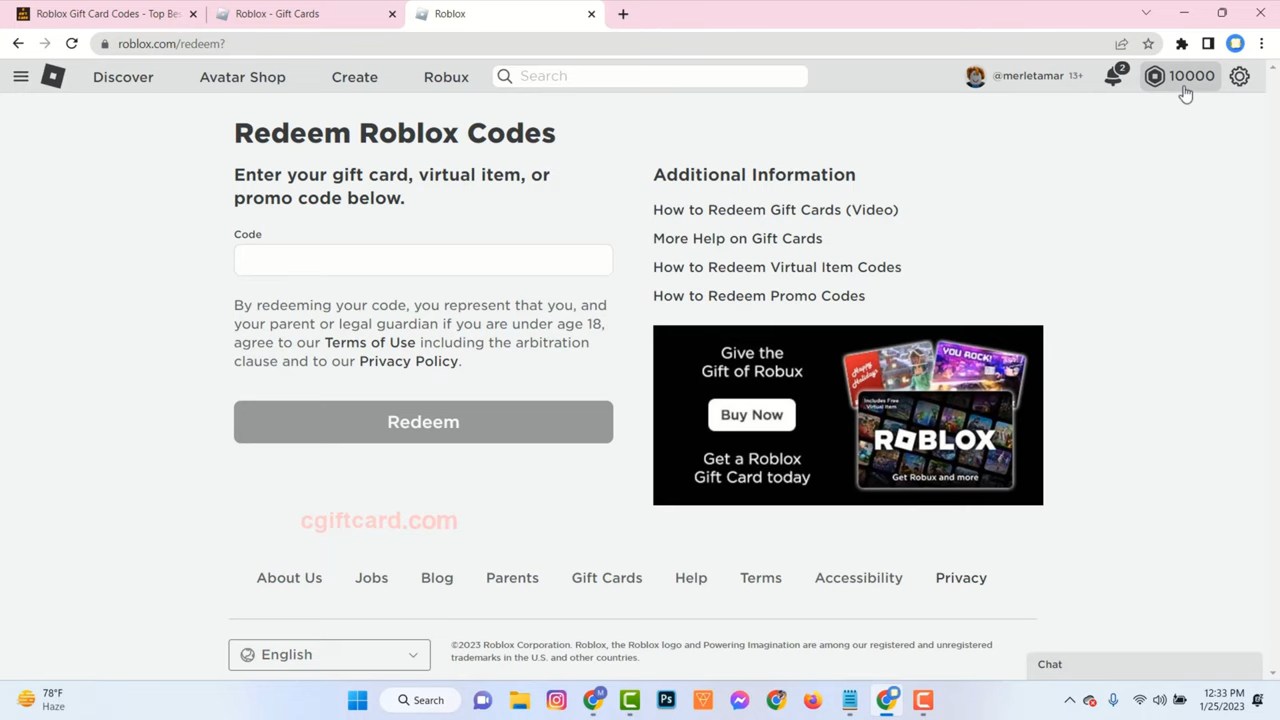 Roblox Gift Card Codes - Top Bes
Roblox - Gift Cards
Roblox
roblox.com/redeem?
Discover
Avatar Shop
Create
Robux
Search
@merletamar 13+
2
10000
Redeem Roblox Codes
Enter your gift card, virtual item, or
promo code below.
Code
By redeeming your code, you represent that you, and
your parent or legal guardian if you are under age 18,
agree to our Terms of Use including the arbitration
clause and to our Privacy Policy.
Redeem
Additional Information
How to Redeem Gift Cards (Video)
More Help on Gift Cards
How to Redeem Virtual Item Codes
How to Redeem Promo Codes
Give the
Gift of Robux
Buy Now
Get a Roblox
Gift Card today
Happy
Holiday
YOU ROCK!
Includes Free
Virtual Item
ROBLOX
Get Robux and more
cgiftcard.com
About Us
Jobs
Blog
Parents
Gift Cards
Help
Terms
Accessibility
Privacy
English
©2023 Roblox Corporation. Roblox, the Roblox logo and Powering Imagination are among our registered and unregistered
trademarks in the U.S. and other countries.
Chat
78°F
Haze
Search
M
C
Ps
C
12:33 PM
1/25/2023